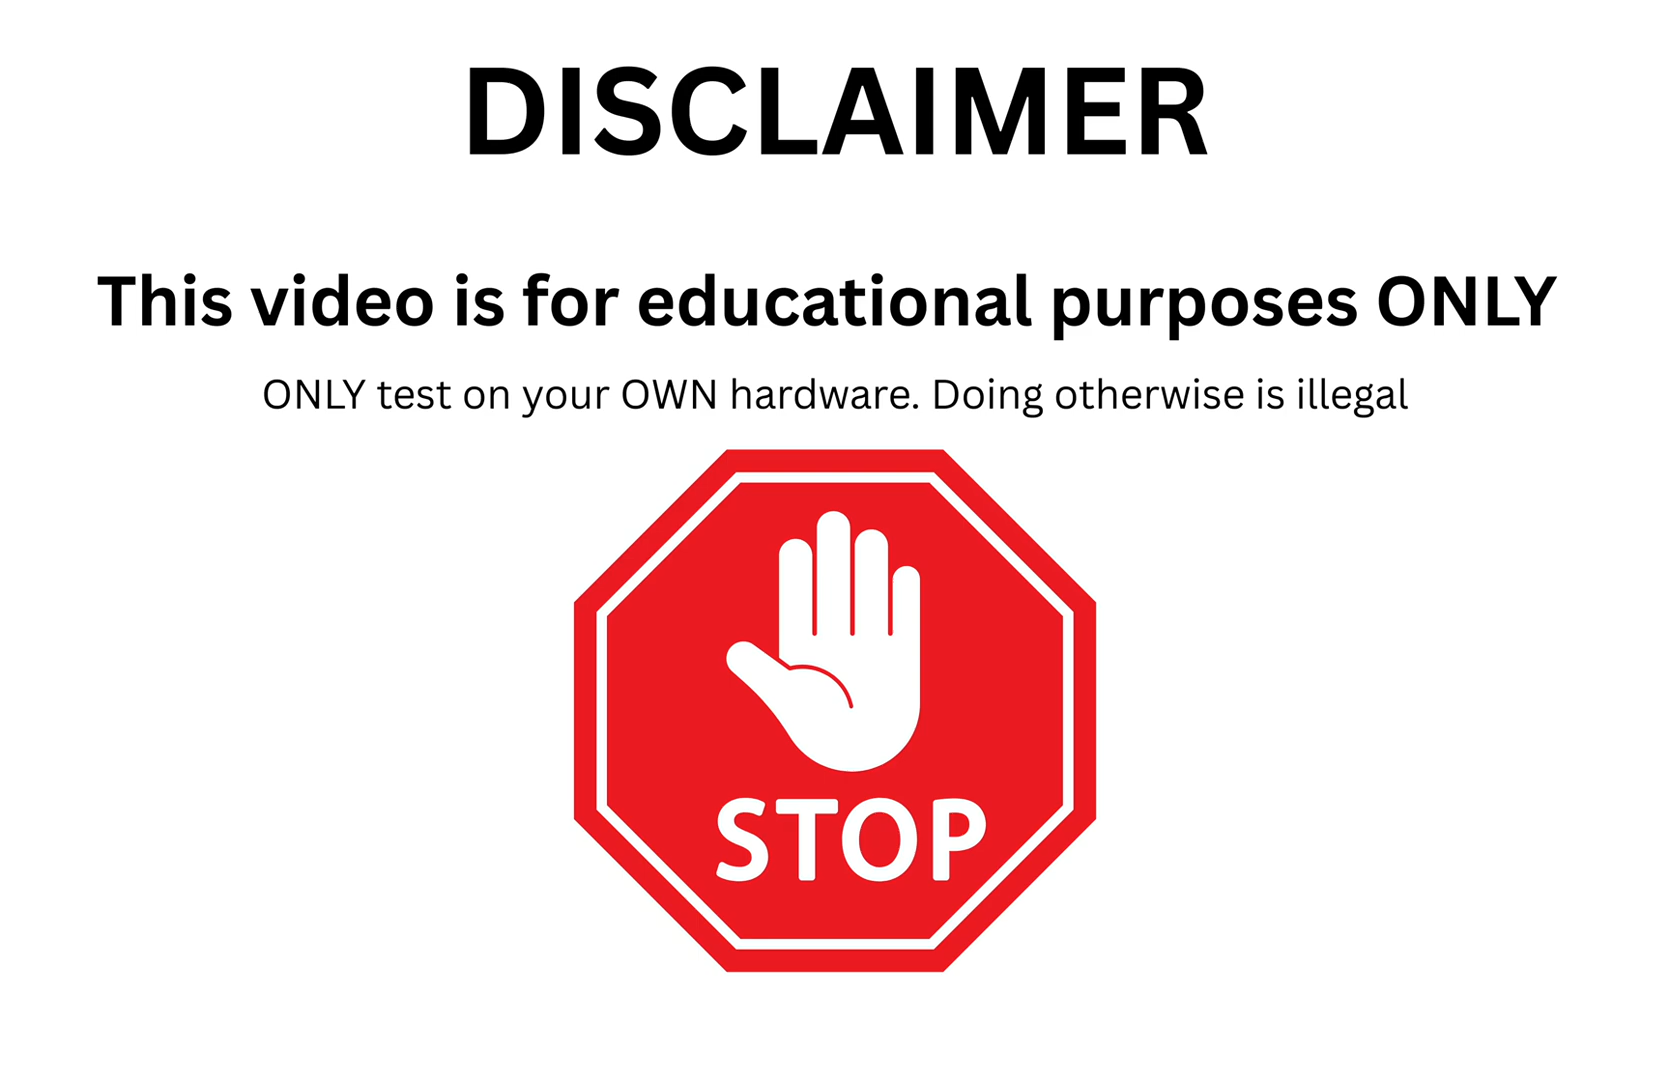 DISCLAIMER
This video is for educational purposes ONLY
ONLY test on your OWN hardware. Doing otherwise is illegal
STOP